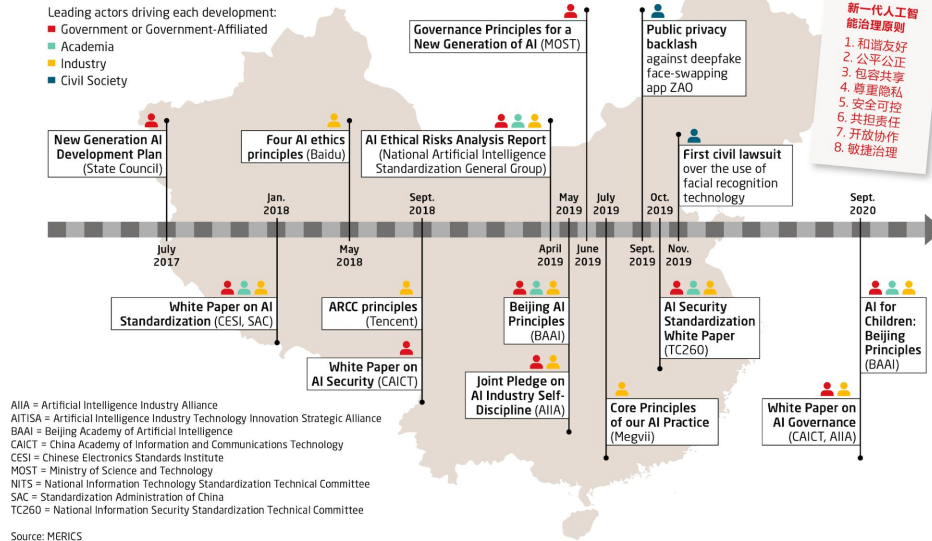 Leading actors driving each development:
Government or Government-Affiliated
Academia
Industry
Civil Society
Governance Principles for a
New Generation of AI (MOST)
Public privacy
backlash
against deepfake
face-swapping
app ZAO
新一代人工智
能治理原则
1. 和谐友好
2. 公平公正
3. 包容共享
4. 尊重隐私
5. 安全可控
6. 共担责任
7. 开放协作
8. 敏捷治理
New Generation AI
Development Plan
(State Council)
Four AI ethics
principles (Baidu)
AI Ethical Risks Analysis Report
(National Artificial Intelligence
Standardization General Group)
First civil lawsuit
over the use of
facial recognition
technology
Jan.
2018
Sept.
2018
May
2019
July
2019
Oct.
2019
Sept.
2020
July
2017
May
2018
April
2019
June
2019
Sept.
2019
Nov.
2019
White Paper on AI
Standardization (CESI, SAC)
ARCC principles
(Tencent)
White Paper on
AI Security (CAICT)
Beijing AI
Principles
(BAAI)
Joint Pledge on
AI Industry Self-
Discipline (AIIA)
AI Security
Standardization
White Paper
(TC260)
Core Principles
of our AI Practice
(Megvii)
AI for
Children:
Beijing
Principles
(BAAI)
White Paper on
AI Governance
(CAICT, AIIA)
AIIA = Artificial Intelligence Industry Alliance
AITISA = Artificial Intelligence Industry Technology Innovation Strategic Alliance
BAAI = Beijing Academy of Artificial Intelligence
CAICT = China Academy of Information and Communications Technology
CESI = Chinese Electronics Standards Institute
MOST = Ministry of Science and Technology
NITS = National Information Technology Standardization Technical Committee
SAC = Standardization Administration of China
TC260 = National Information Security Standardization Technical Committee
Source: MERICS